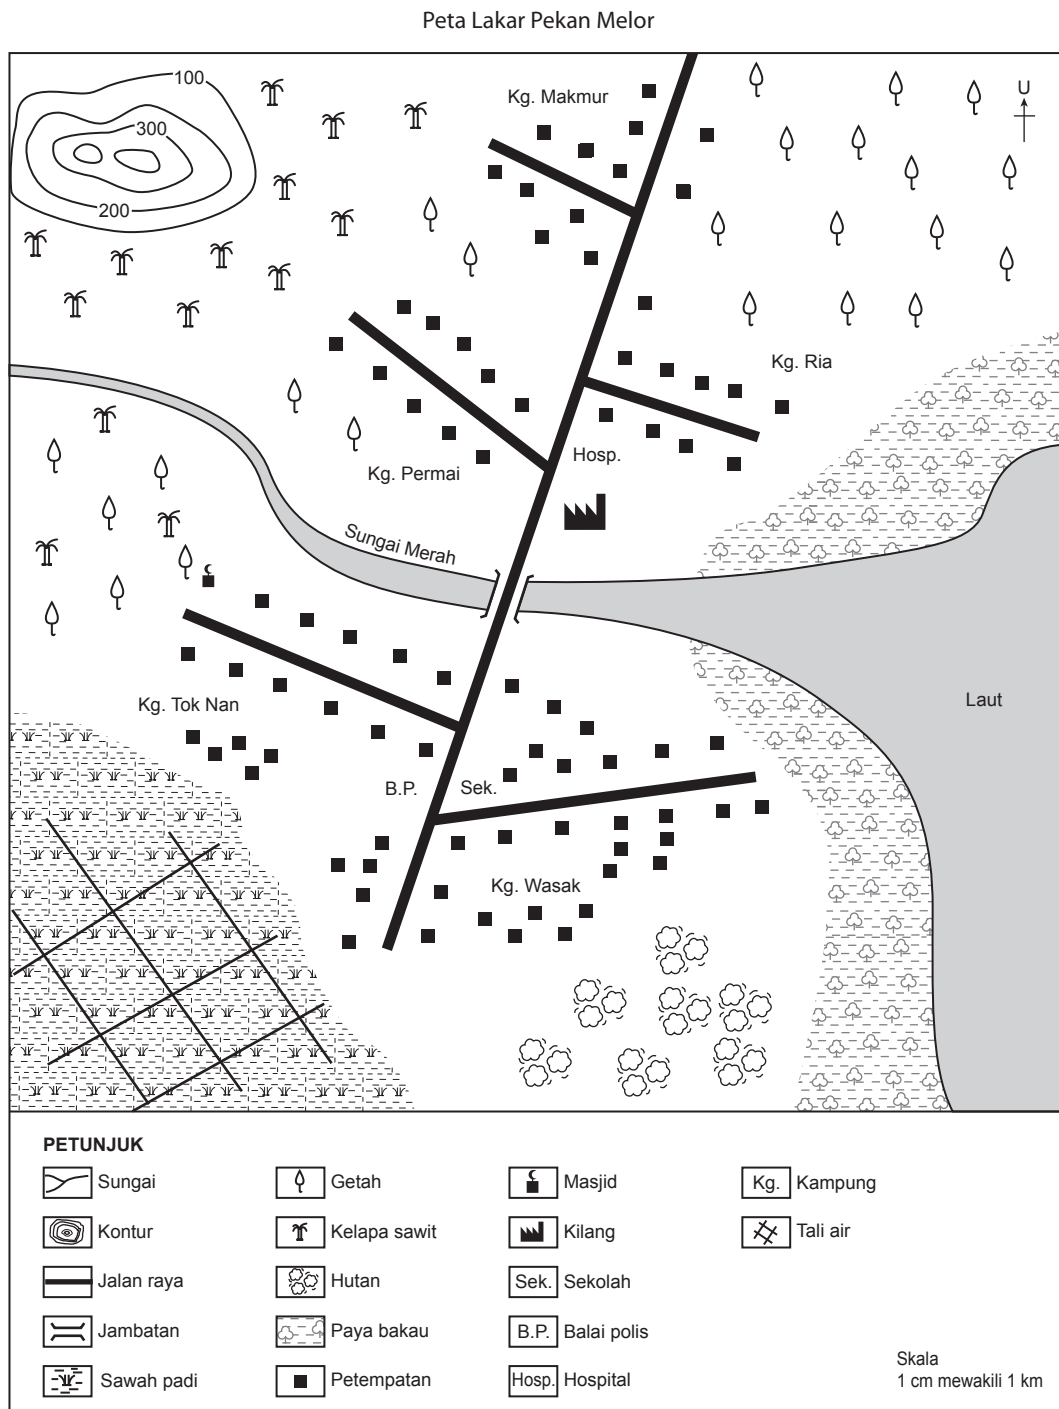 Peta Lakar Pekan Melor
100
300
200
Kg. Makmur
U
Kg. Ria
Hosp.
Kg. Permai
Sungai Merah
Laut
Kg. Tok Nan
B.P.
Sek.
Kg. Wasak
PETUNJUK
Sungai
Getah
Masjid
Kg. Kampung
Kontur
Kelapa sawit
Kilang
Tali air
Jalan raya
Hutan
Sek. Sekolah
Jambatan
Paya bakau
B.P. Balai polis
Sawah padi
Petempatan
Hosp. Hospital
Skala
1 cm mewakili 1 km